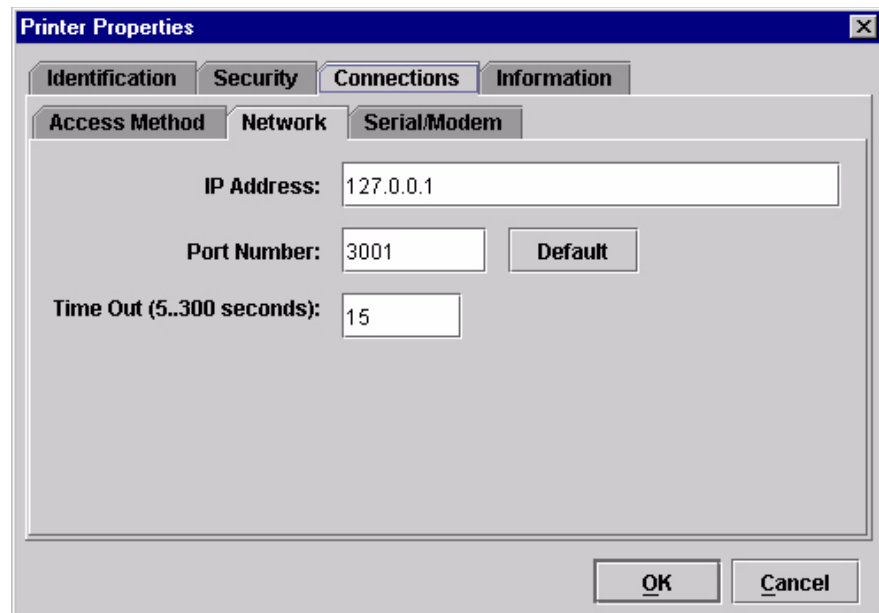 Printer Properties
Identification Security Connections Information
Access Method Network Serial/Modem
IP Address: 127.0.0.1
Port Number: 3001 Default
Time Out (5..300 seconds): 15
OK Cancel